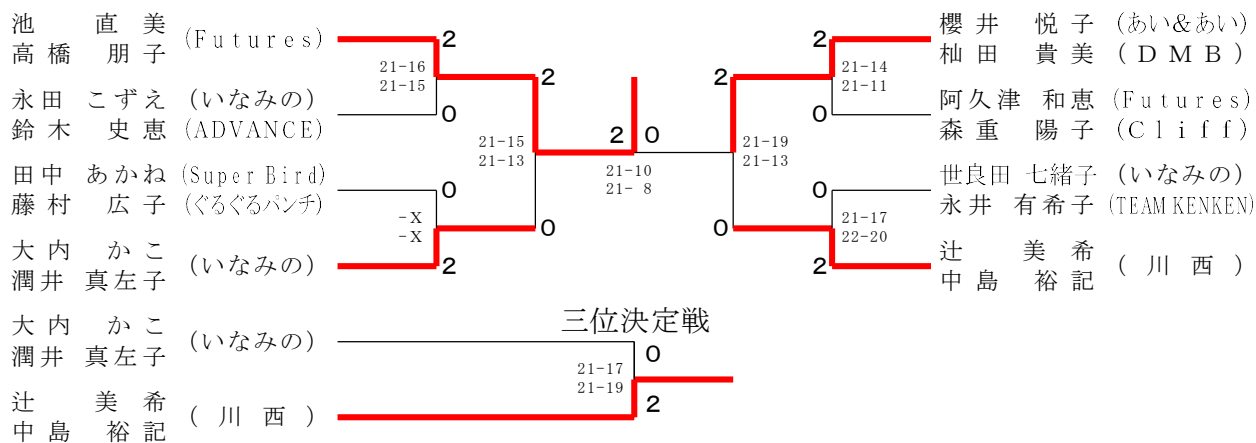 池 直美 (Futures)
高橋 朋子
21-16
21-15
2
0
永田 こずえ (いなみの)
鈴木 史恵 (ADVANCE)
21-15
21-13
2
0
田中 あかね (Super Bird)
藤村 広子 (ぐるぐるパンチ)
-X
-X
0
2
大内 かこ (いなみの)
潤井 真左子
2 0
21-10
21- 8
櫻井 悦子 (あい&あい)
杣田 貴美 (DMB)
2
0
21-14
21-11
阿久津 和恵 (Futures)
森重 陽子 (Cliff)
2
0
21-19
21-13
世良田 七緒子 (いなみの)
永井 有希子 (TEAM KENKEN)
0
2
21-17
22-20
辻 美希 (川西)
中島 裕記
三位決定戦
大内 かこ (いなみの)
潤井 真左子
0
21-17
21-19
2
辻 美希 (川西)
中島 裕記